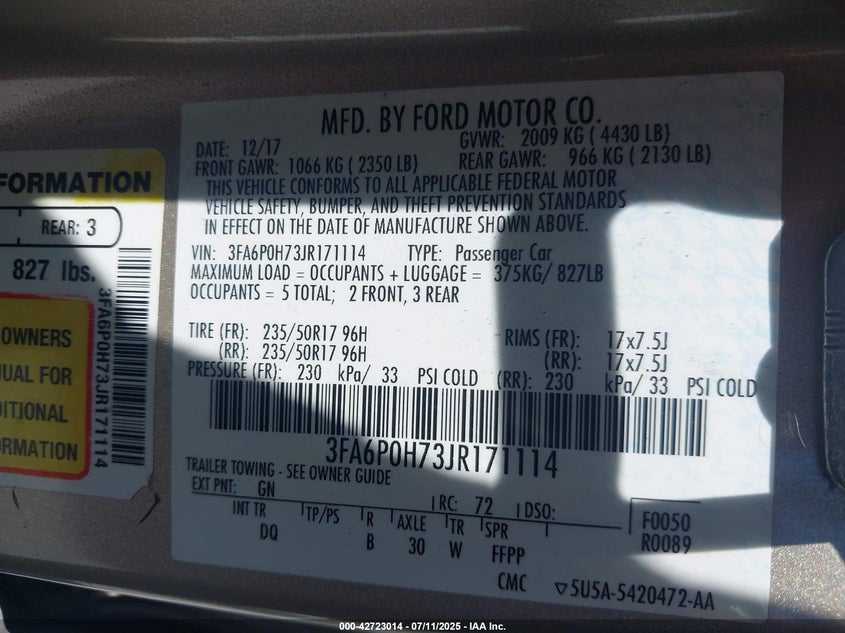 FORMATION
REAR: 3
827 lbs.
OWNERS
UAL FOR
DITIONAL
ORMATION
3FA6P0H73JR171114
MFD. BY FORD MOTOR CO.
DATE: 12/17 GVWR: 2009 KG ( 4430 LB)
FRONT GAWR: 1066 KG ( 2350 LB) REAR GAWR: 966 KG ( 2130 LB)
THIS VEHICLE CONFORMS TO ALL APPLICABLE FEDERAL MOTOR
VEHICLE SAFETY, BUMPER, AND THEFT PREVENTION STANDARDS
IN EFFECT ON THE DATE OF MANUFACTURE SHOWN ABOVE.
VIN: 3FA6P0H73JR171114 TYPE: Passenger Car
MAXIMUM LOAD = OCCUPANTS + LUGGAGE = 375KG/ 827LB
OCCUPANTS = 5 TOTAL; 2 FRONT, 3 REAR
TIRE (FR): 235/50R17 96H RIMS (FR): 17x7.5J
(RR): 235/50R17 96H (RR): 17x7.5J
PRESSURE (FR): 230 kPa/ 33 PSI COLD (RR): 230 kPa/ 33 PSI COLD
3FA6P0H73JR171114
TRAILER TOWING - SEE OWNER GUIDE
EXT PNT: GN RC: 72 DSO:
INT TR TP/PS R AXLE TR SPR F0050
DQ B 30 W FFPP R0089
CMC ▽5U5A-5420472-AA
000-42723014 - 07/11/2025 - IAA Inc.